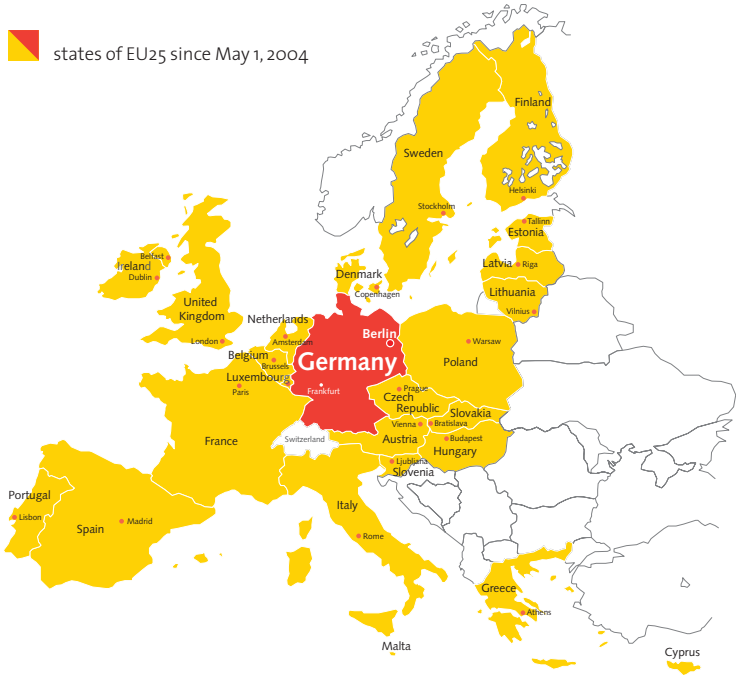 states of EU25 since May 1, 2004
Finland
Sweden
Helsinki
Stockholm
Tallinn
Estonia
Belfast
Ireland
Dublin
Latvia
Riga
Denmark
Copenhagen
Lithuania
Vilnius
United
Kingdom
Netherlands
London
Amsterdam
Berlin
Warsaw
Belgium
Brussels
Germany
Poland
Luxembourg
Paris
Frankfurt
Prague
Czech
Republic
Slovakia
Vienna
Bratislava
France
Switzerland
Austria
Budapest
Hungary
Ljubljana
Slovenia
Portugal
Lisbon
Spain
Madrid
Italy
Rome
Greece
Athens
Malta
Cyprus